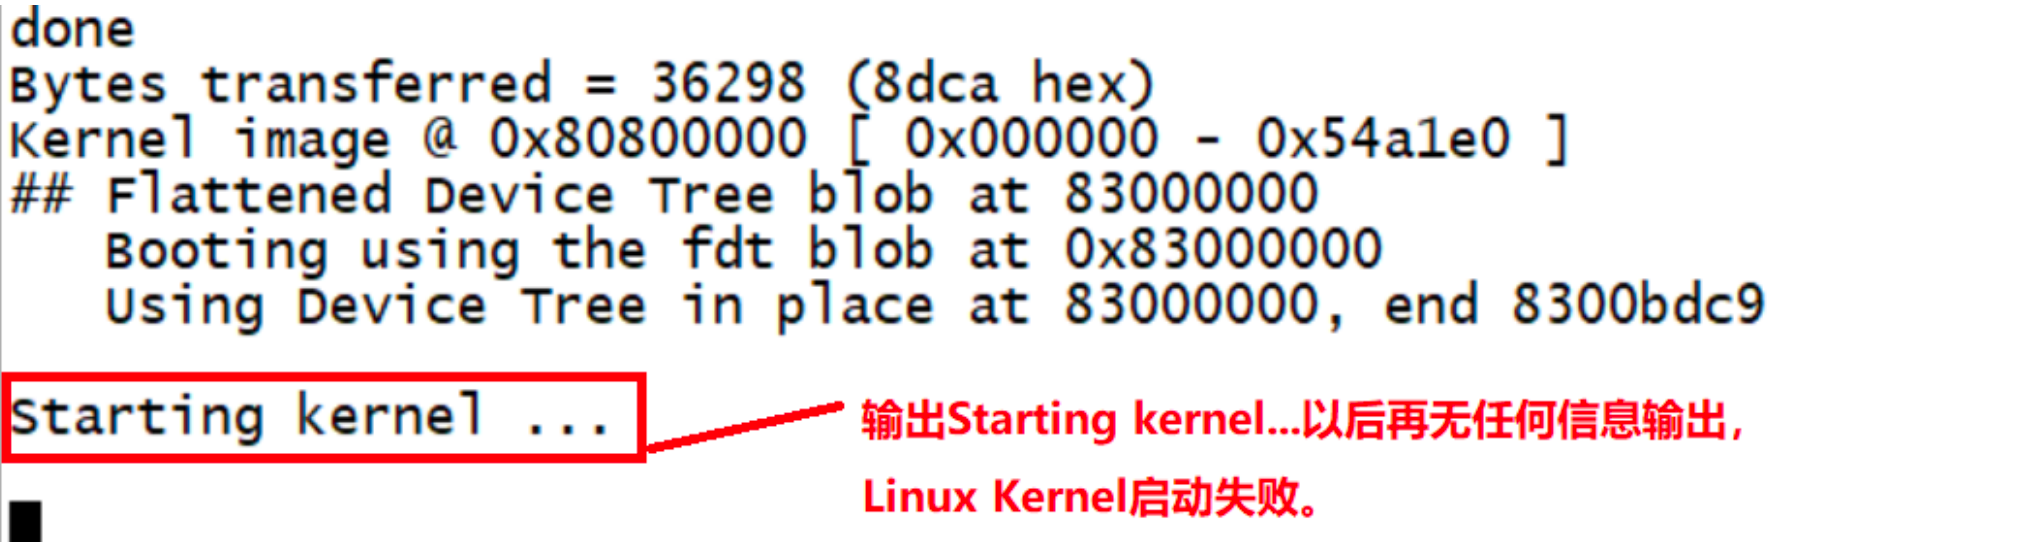 done
Bytes transferred = 36298 (8dca hex)
Kernel image @ 0x80800000 [ 0x000000 - 0x54a1e0 ]
## Flattened Device Tree blob at 83000000
   Booting using the fdt blob at 0x83000000
   Using Device Tree in place at 83000000, end 8300bdc9
Starting kernel ...
输出Starting kernel...以后再无任何信息输出，
Linux Kernel启动失败。